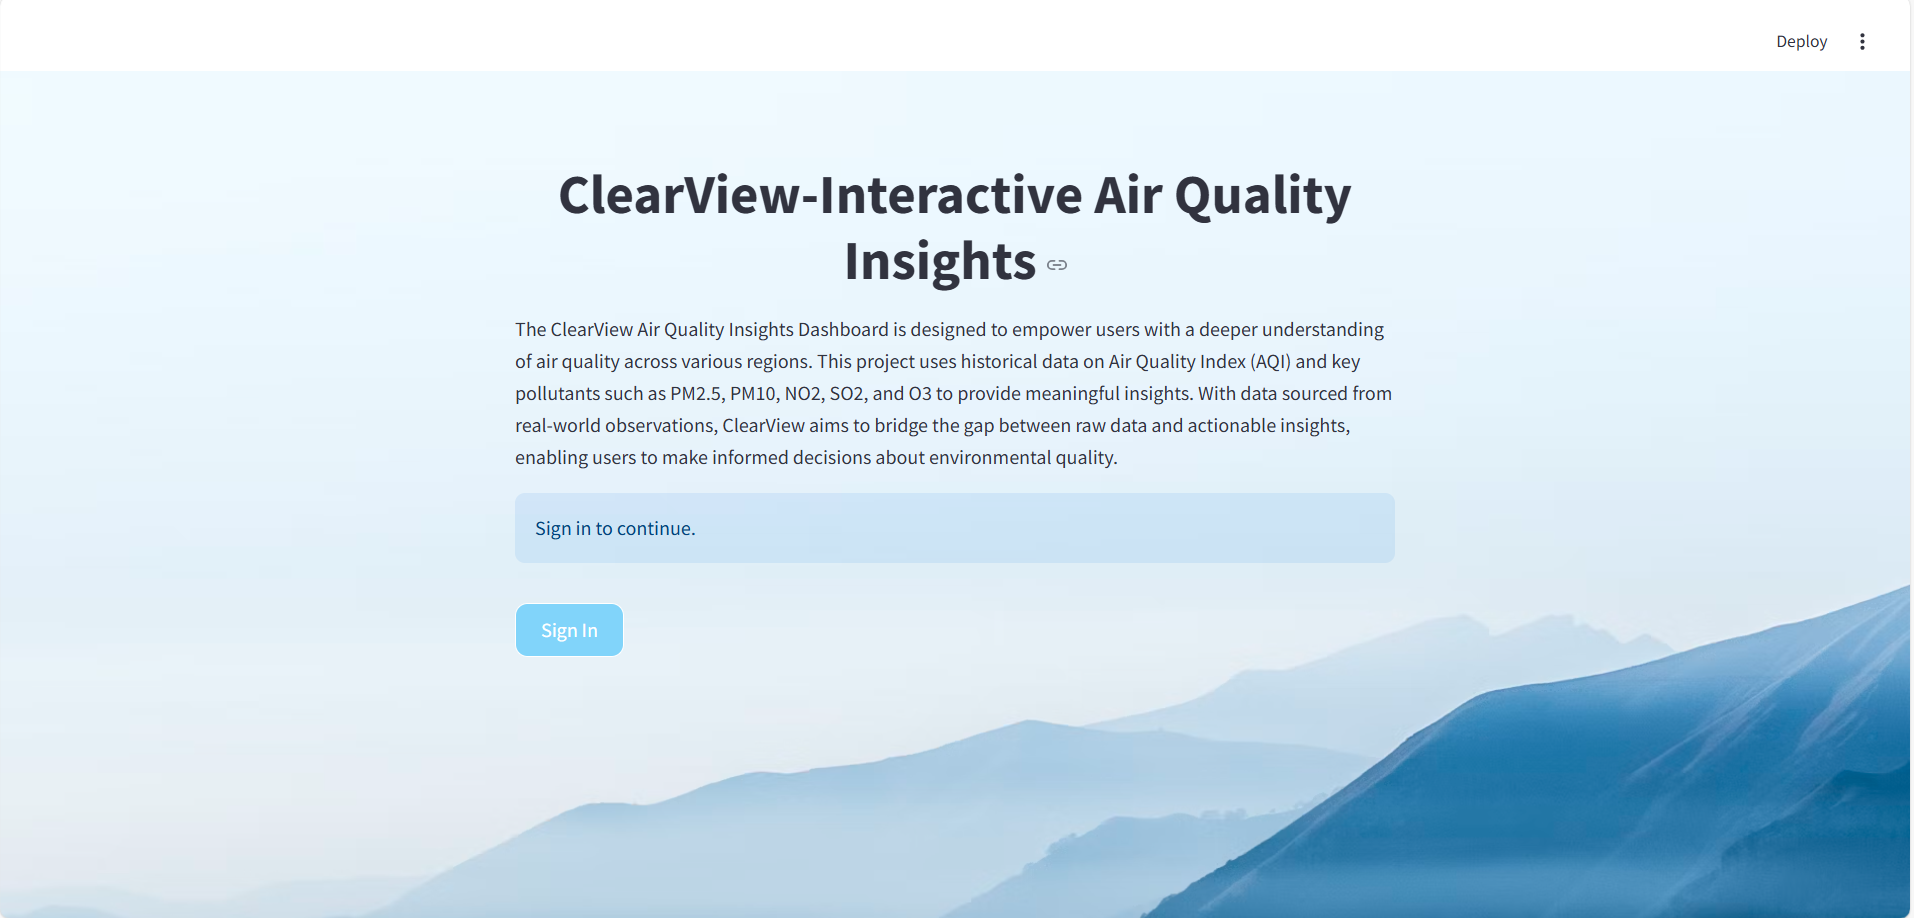 Deploy
ClearView-Interactive Air Quality
Insights
The ClearView Air Quality Insights Dashboard is designed to empower users with a deeper understanding
of air quality across various regions. This project uses historical data on Air Quality Index (AQI) and key
pollutants such as PM2.5, PM10, NO2, SO2, and O3 to provide meaningful insights. With data sourced from
real-world observations, ClearView aims to bridge the gap between raw data and actionable insights,
enabling users to make informed decisions about environmental quality.
Sign in to continue.
Sign In